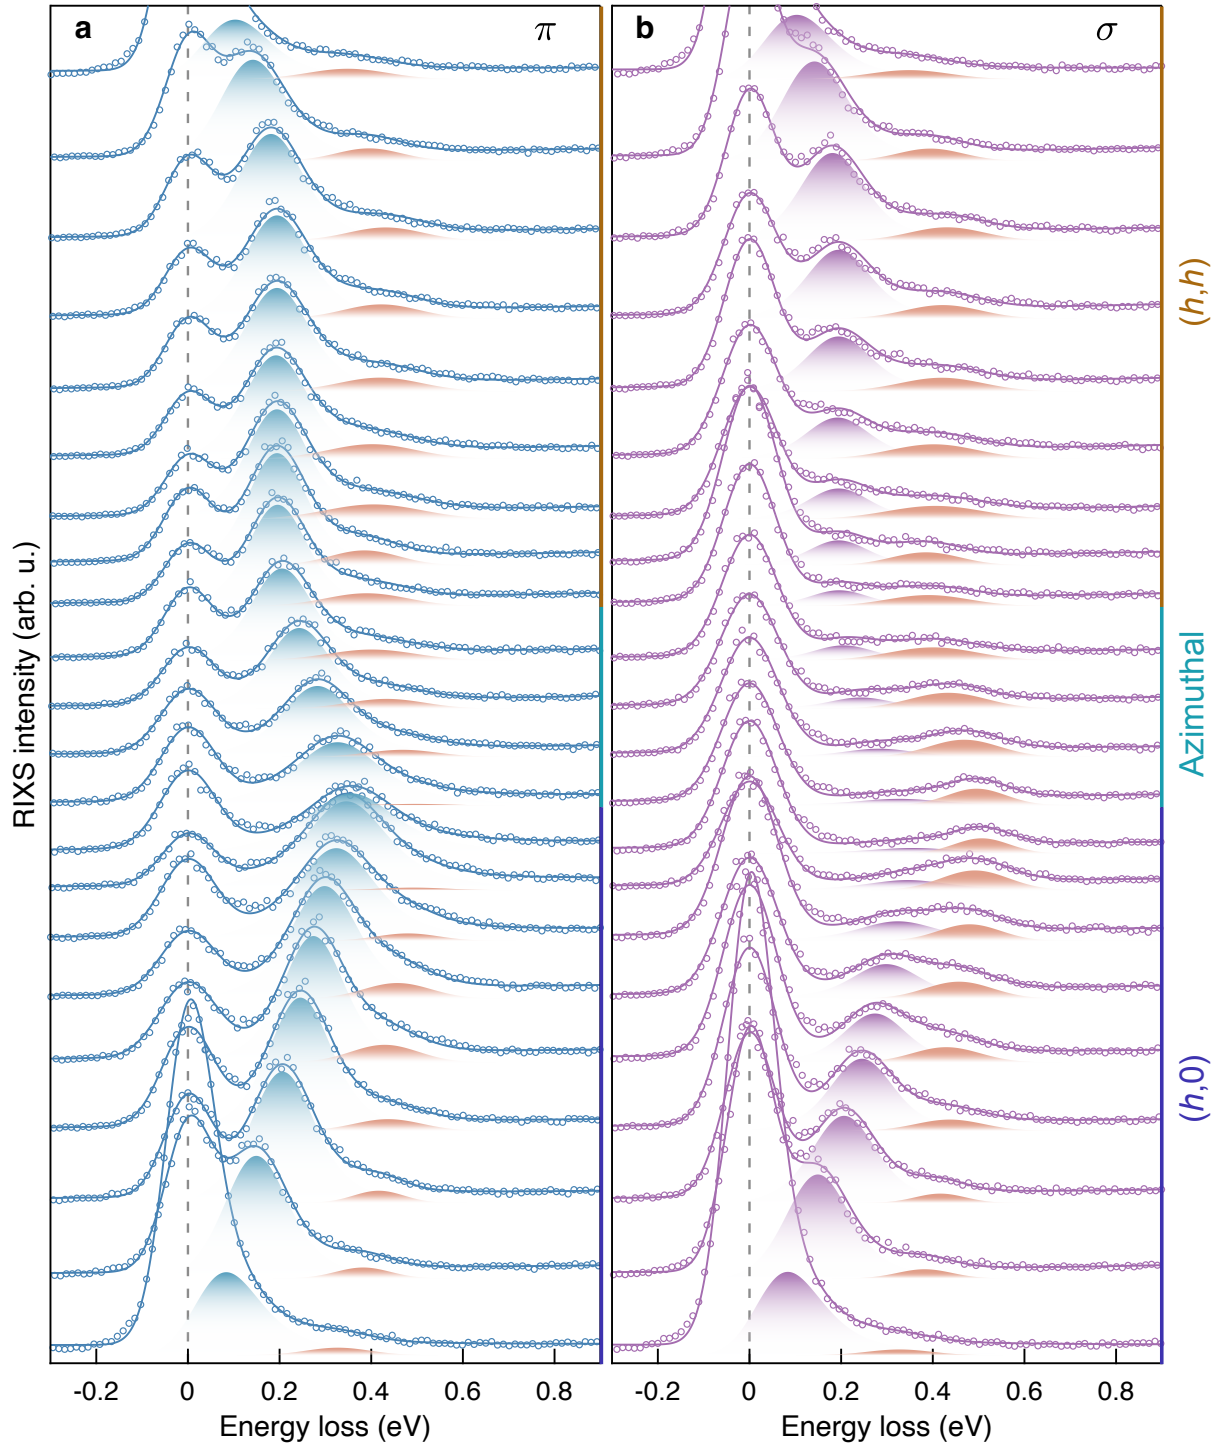 a
π
b
σ
RIXS intensity (arb. u.)
(h,h)
Azimuthal
(h,0)
-0.2 0 0.2 0.4 0.6 0.8
-0.2 0 0.2 0.4 0.6 0.8
Energy loss (eV)
Energy loss (eV)